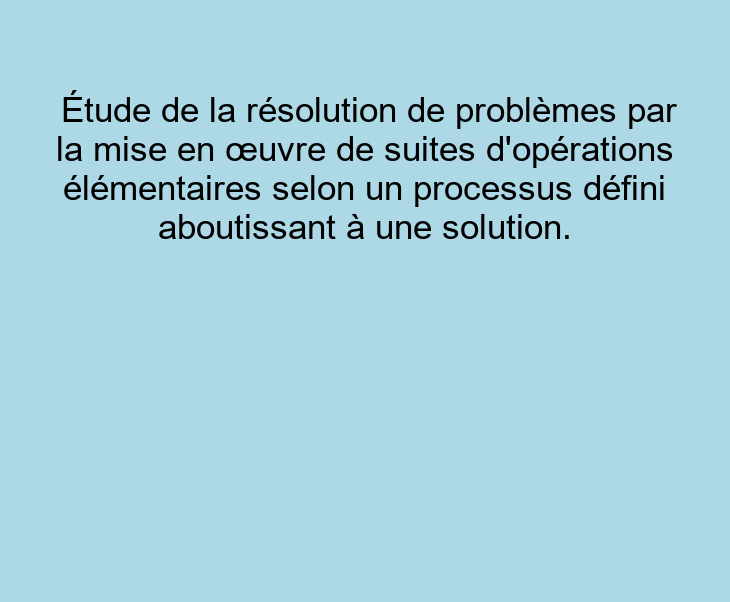 Étude de la résolution de problèmes par
la mise en œuvre de suites d'opérations
élémentaires selon un processus défini
aboutissant à une solution.